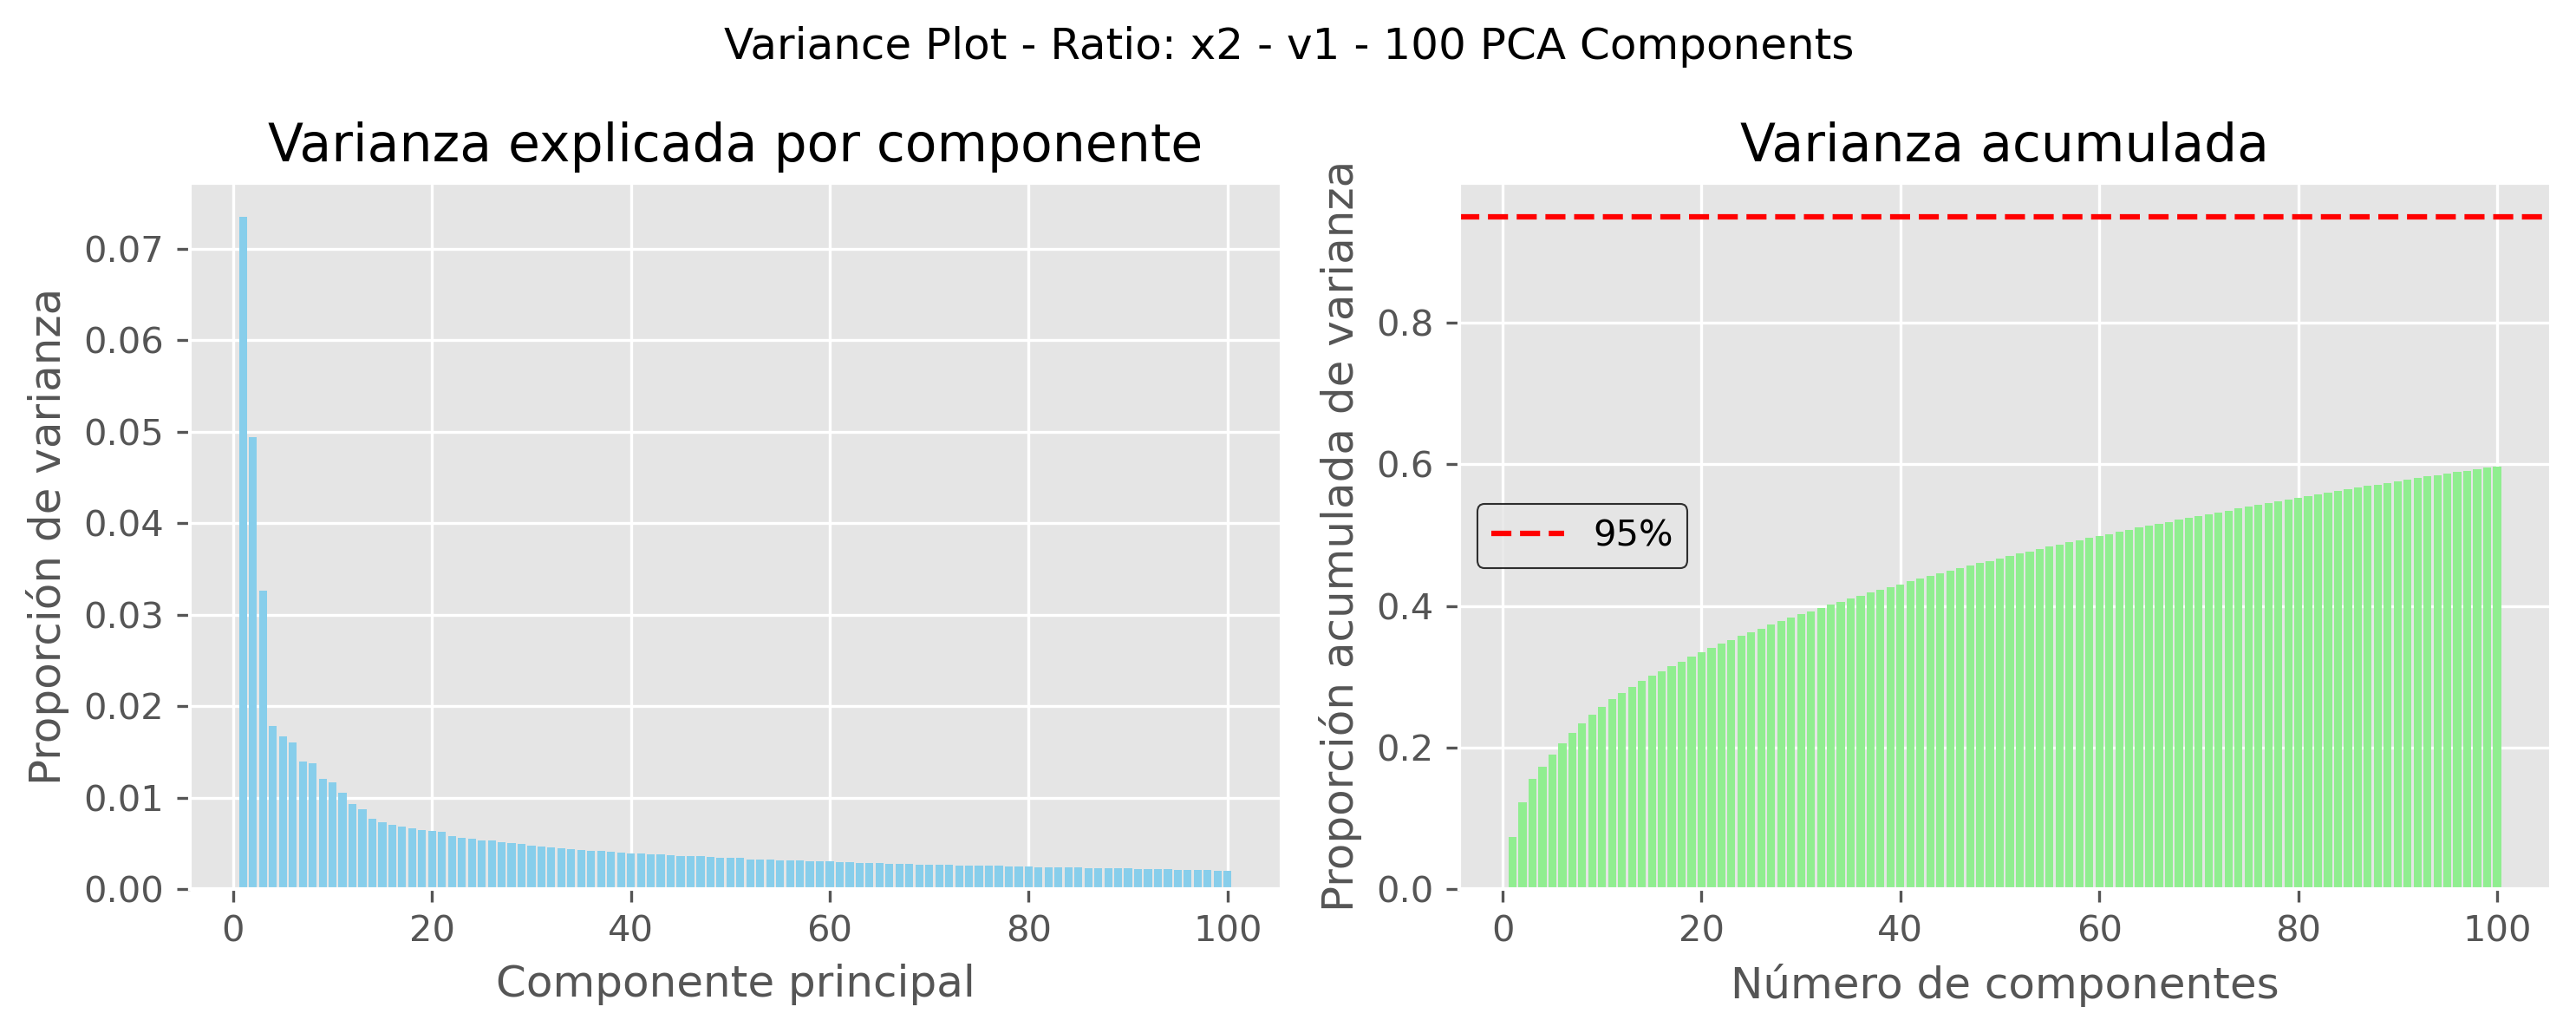 Variance Plot - Ratio: x2 - v1 - 100 PCA Components
Varianza explicada por componente
Proporción de varianza
0.07
0.06
0.05
0.04
0.03
0.02
0.01
0.00
0 20 40 60 80 100
Componente principal
Varianza acumulada
Proporción acumulada de varianza
0.8
0.6
0.4
0.2
0.0
95%
0 20 40 60 80 100
Número de componentes